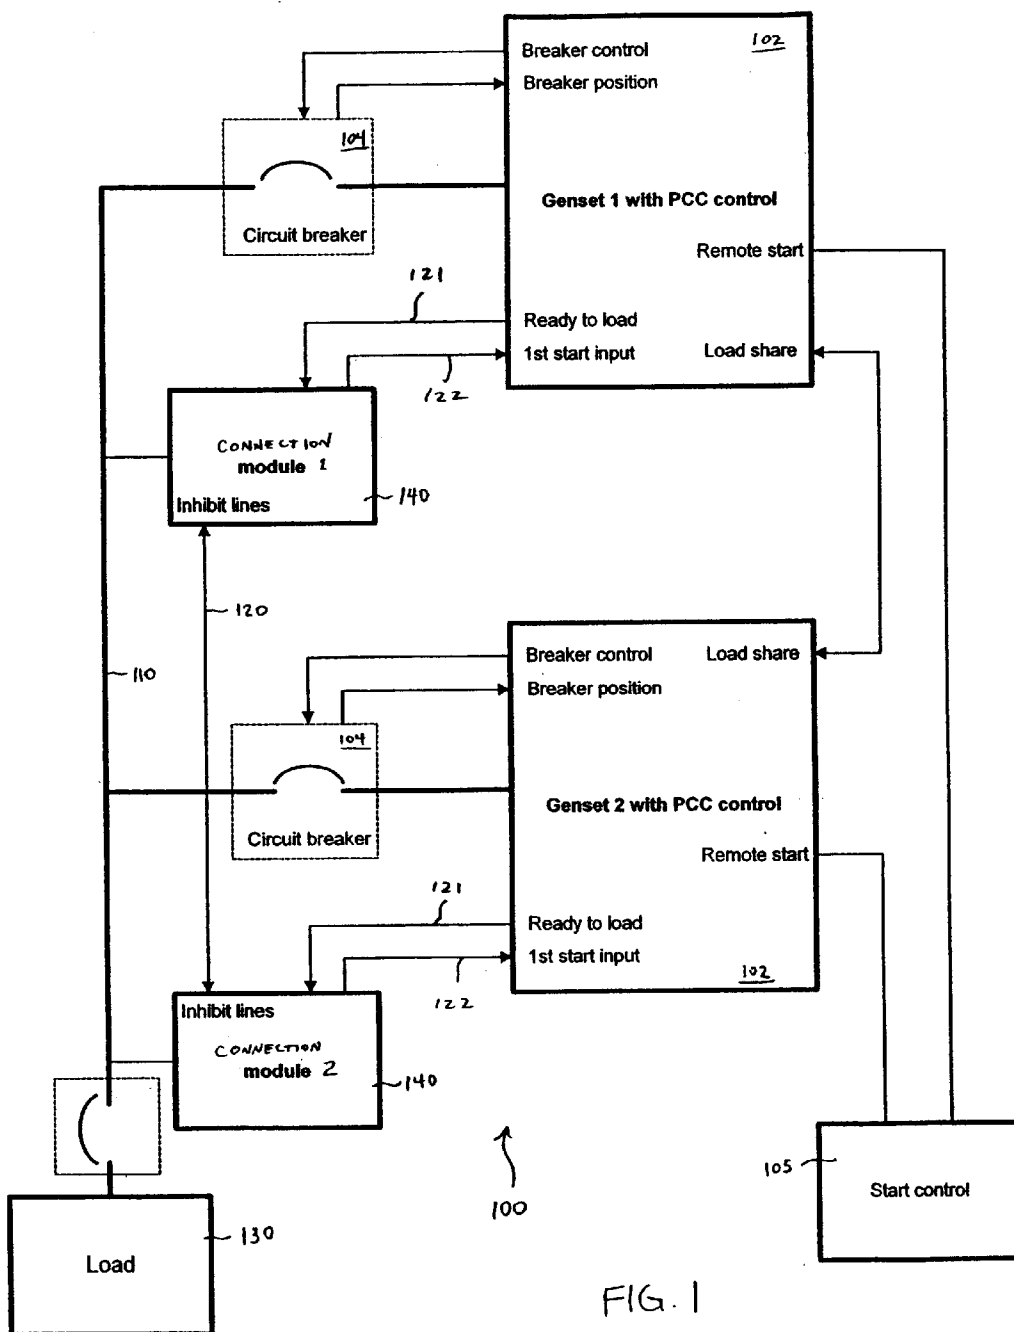 Breaker control
102
Breaker position
104
Circuit breaker
Genset 1 with PCC control
Remote start
121
Ready to load
1st start input
Load share
122
CONNECTION
module 1
Inhibit lines
140
120
110
Breaker control
Load share
Breaker position
104
Circuit breaker
Genset 2 with PCC control
Remote start
121
Ready to load
1st start input
102
122
Inhibit lines
CONNECTION
module 2
140
105
Start control
100
130
Load
FIG. 1